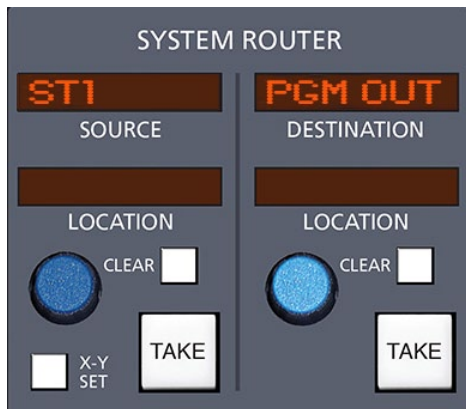 SYSTEM ROUTER
ST1
SOURCE
LOCATION
CLEAR
TAKE
X-Y
SET
PGM OUT
DESTINATION
LOCATION
CLEAR
TAKE